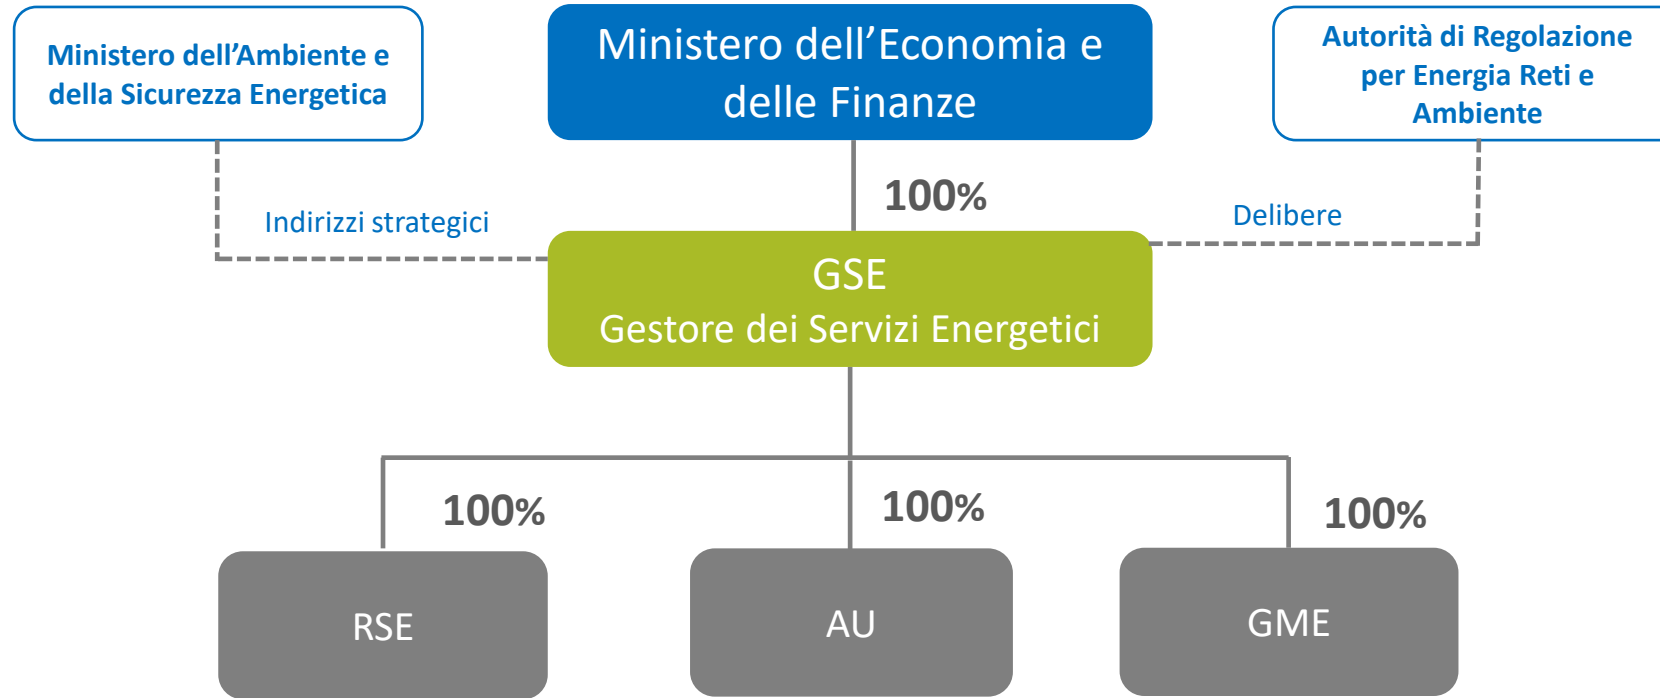 Ministero dell’Ambiente e
della Sicurezza Energetica
Ministero dell’Economia e
delle Finanze
Autorità di Regolazione
per Energia Reti e
Ambiente
100%
Indirizzi strategici
Delibere
GSE
Gestore dei Servizi Energetici
100%
100%
100%
RSE
AU
GME